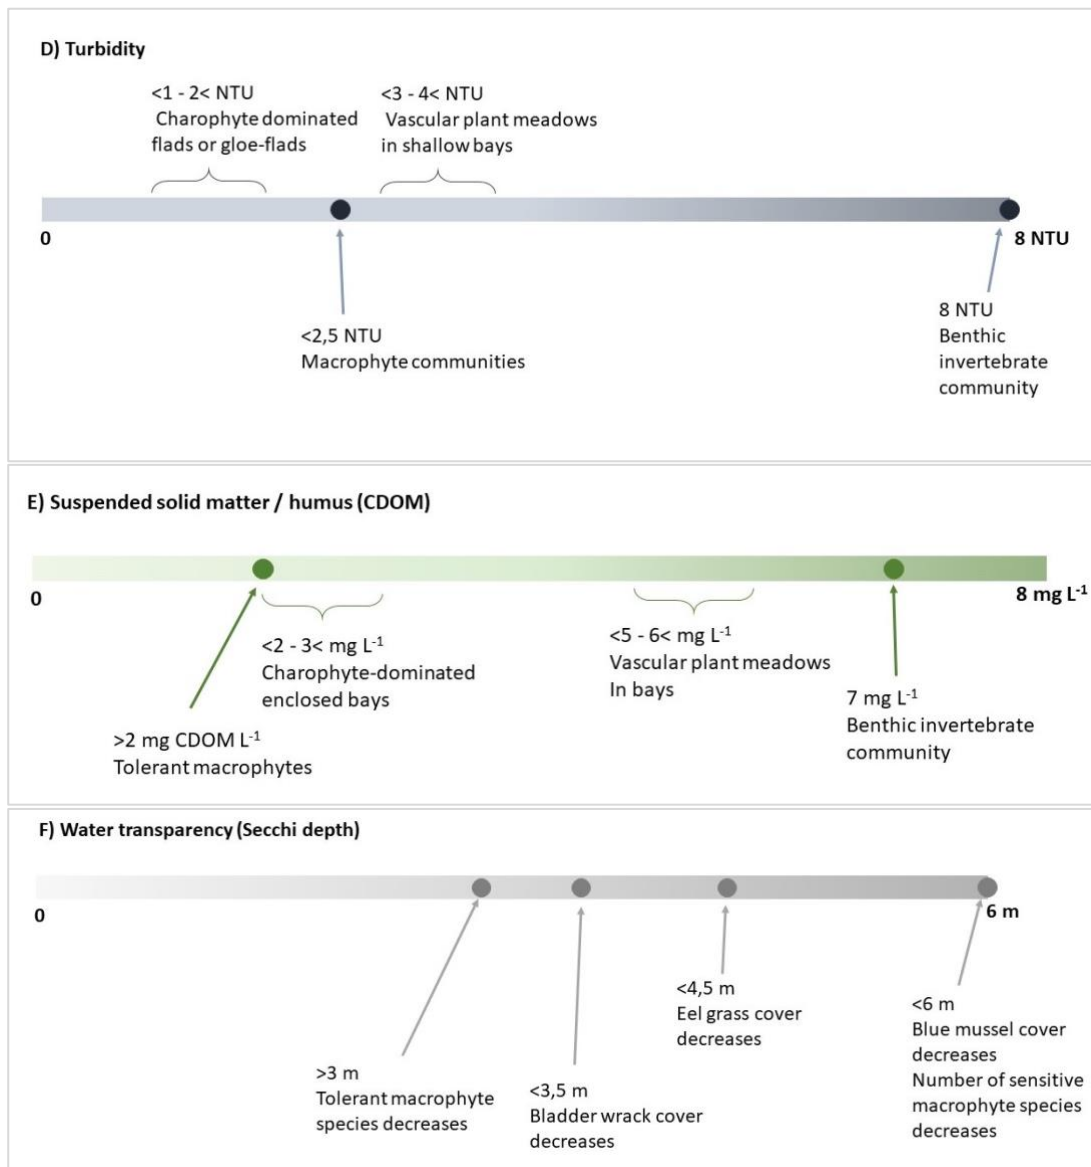 D) Turbidity
<1 - 2< NTU
Charophyte dominated
flads or gloe-flads
<3 - 4< NTU
Vascular plant meadows
in shallow bays
0
8 NTU
<2,5 NTU
Macrophyte communities
8 NTU
Benthic
invertebrate
community
E) Suspended solid matter / humus (CDOM)
0
8 mg L⁻¹
<2 - 3< mg L⁻¹
Charophyte-dominated
enclosed bays
<5 - 6< mg L⁻¹
Vascular plant meadows
In bays
>2 mg CDOM L⁻¹
Tolerant macrophytes
7 mg L⁻¹
Benthic invertebrate
community
F) Water transparency (Secchi depth)
0
6 m
>3 m
Tolerant macrophyte
species decreases
<3,5 m
Bladder wrack cover
decreases
<4,5 m
Eel grass cover
decreases
<6 m
Blue mussel cover
decreases
Number of sensitive
macrophyte species
decreases